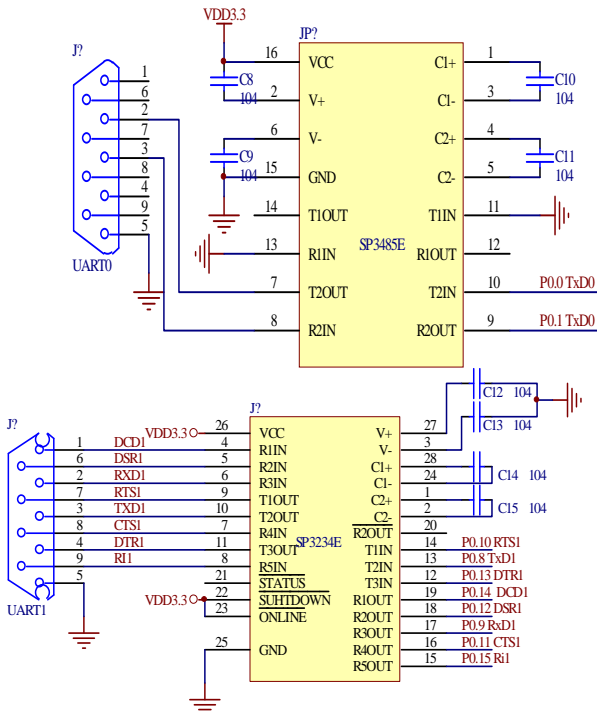 VDD3.3
J?
JP?
1
6
2
7
3
8
4
9
5
UART0
C8
104
C9
104
16 VCC C1+ 1
2 V+ C1- 3
6 V- C2+ 4
15 GND C2- 5
14 T1OUT T1IN 11
13 R1IN R1OUT 12
7 T2OUT T2IN 10
8 R2IN R2OUT 9
SP3485E
C10
104
C11
104
P0.0 TxD0
P0.1 TxD0
J?
1 DCD1
6 DSR1
2 RXD1
7 RTS1
3 TXD1
8 CTS1
4 DTR1
9 RI1
5
UART1
J?
VDD3.3
VDD3.3
26 VCC V+ 27
4 R1IN V- 3
5 R2IN C1+ 28
6 R3IN C1- 24
9 T1OUT C2+ 1
10 T2OUT C2- 2
7 R4IN R2OUT 20
11 T3OUT T1IN 14
8 R5IN T2IN 13
21 STATUS T3IN 12
22 SUHTDOWN R1OUT 19
23 ONLINE R2OUT 18
R3OUT 17
25 GND R4OUT 16
R5OUT 15
SP3234E
C12 104
C13 104
C14 104
C15 104
P0.10 RTS1
P0.8 TxD1
P0.13 DTR1
P0.14 DCD1
P0.12 DSR1
P0.9 RxD1
P0.11 CTS1
P0.15 Ri1